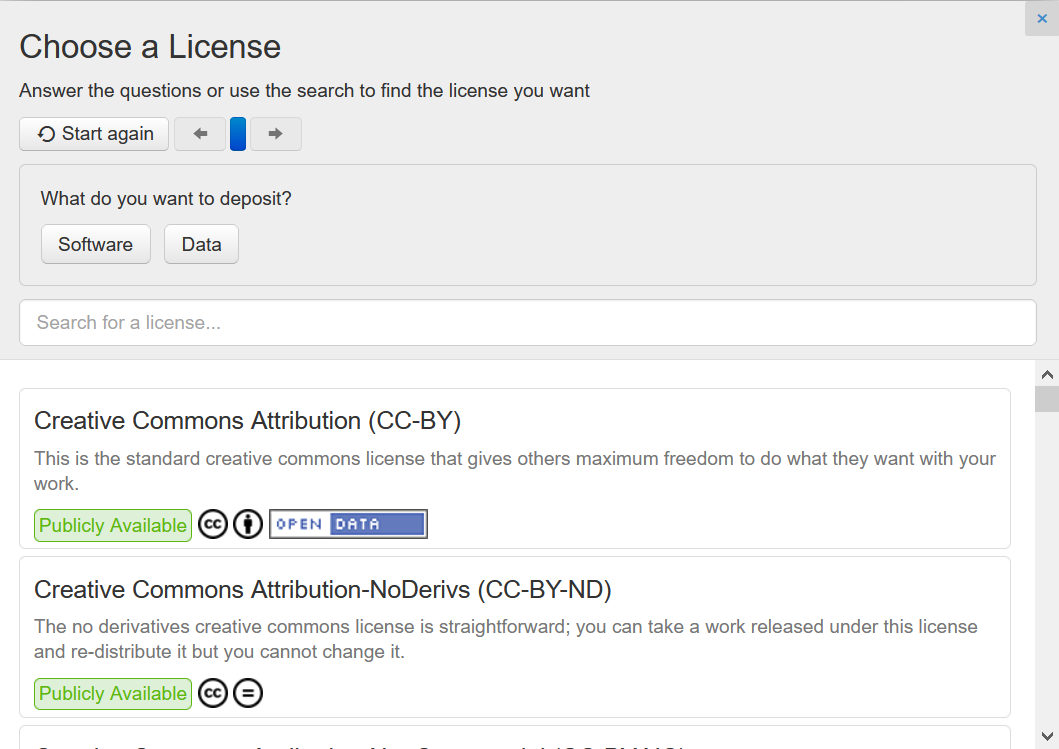 Choose a License
Answer the questions or use the search to find the license you want
Start again
What do you want to deposit?
Software Data
Search for a license...
Creative Commons Attribution (CC-BY)
This is the standard creative commons license that gives others maximum freedom to do what they want with your
work.
Publicly Available cc OPEN DATA
Creative Commons Attribution-NoDerivs (CC-BY-ND)
The no derivatives creative commons license is straightforward; you can take a work released under this license
and re-distribute it but you cannot change it.
Publicly Available cc =